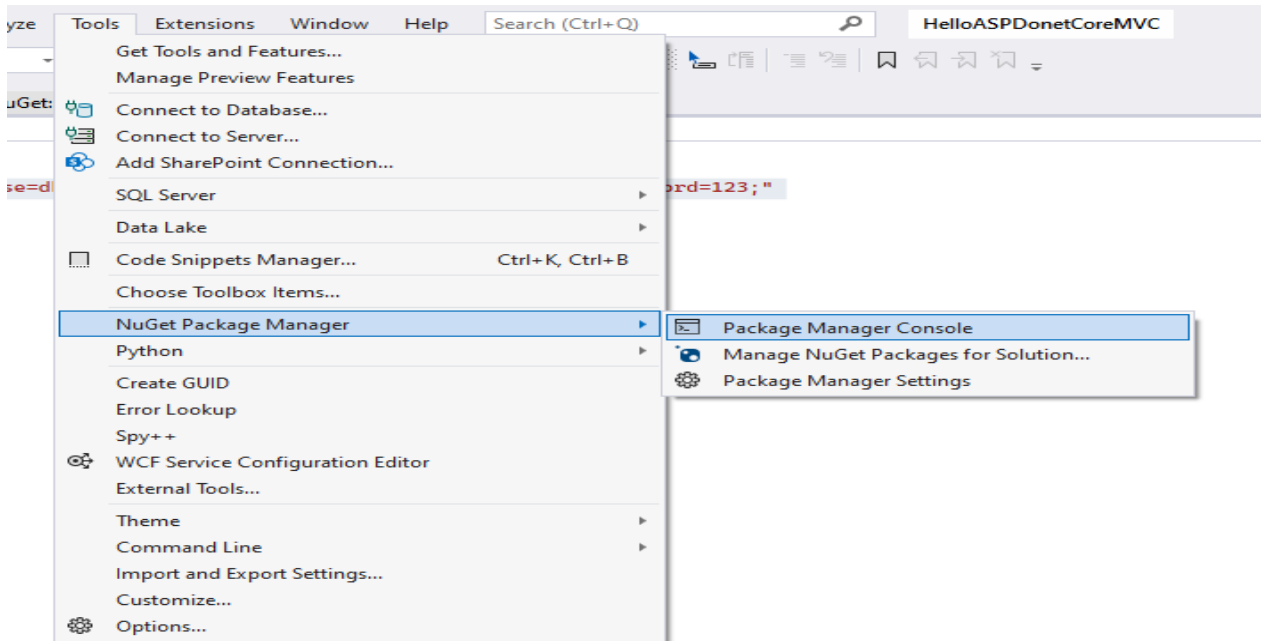 yze Tools Extensions Window Help Search (Ctrl+Q) HelloASPDonetCoreMVC
Get Tools and Features...
Manage Preview Features
uGet:
Connect to Database...
Connect to Server...
Add SharePoint Connection...
se=d ord=123;"
SQL Server
Data Lake
Code Snippets Manager... Ctrl+K, Ctrl+B
Choose Toolbox Items...
NuGet Package Manager
Package Manager Console
Python
Manage NuGet Packages for Solution...
Package Manager Settings
Create GUID
Error Lookup
Spy++
WCF Service Configuration Editor
External Tools...
Theme
Command Line
Import and Export Settings...
Customize...
Options...